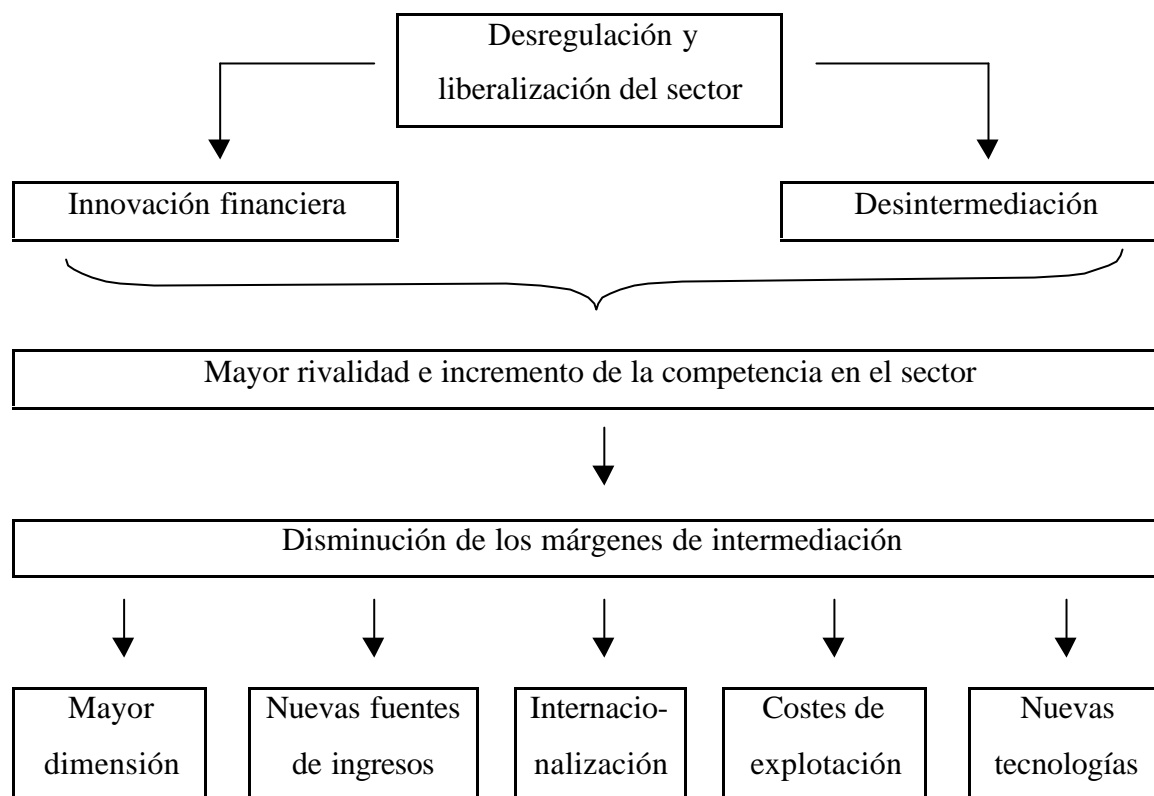 Desregulación y
liberalización del sector
Innovación financiera
Desintermediación
Mayor rivalidad e incremento de la competencia en el sector
Disminución de los márgenes de intermediación
Mayor
dimensión
Nuevas fuentes
de ingresos
Internacio-
nalización
Costes de
explotación
Nuevas
tecnologías